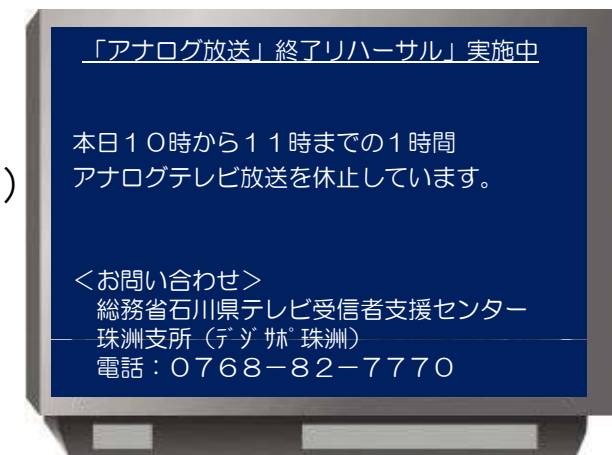 「アナログ放送」終了リハーサル」実施中
本日１０時から１１時までの１時間
アナログテレビ放送を休止しています。
＜お問い合わせ＞
総務省石川県テレビ受信者支援センター
珠洲支所（ﾃﾞｼﾞｻﾎﾟ珠洲）
電話：０７６８－８２－７７７０
）